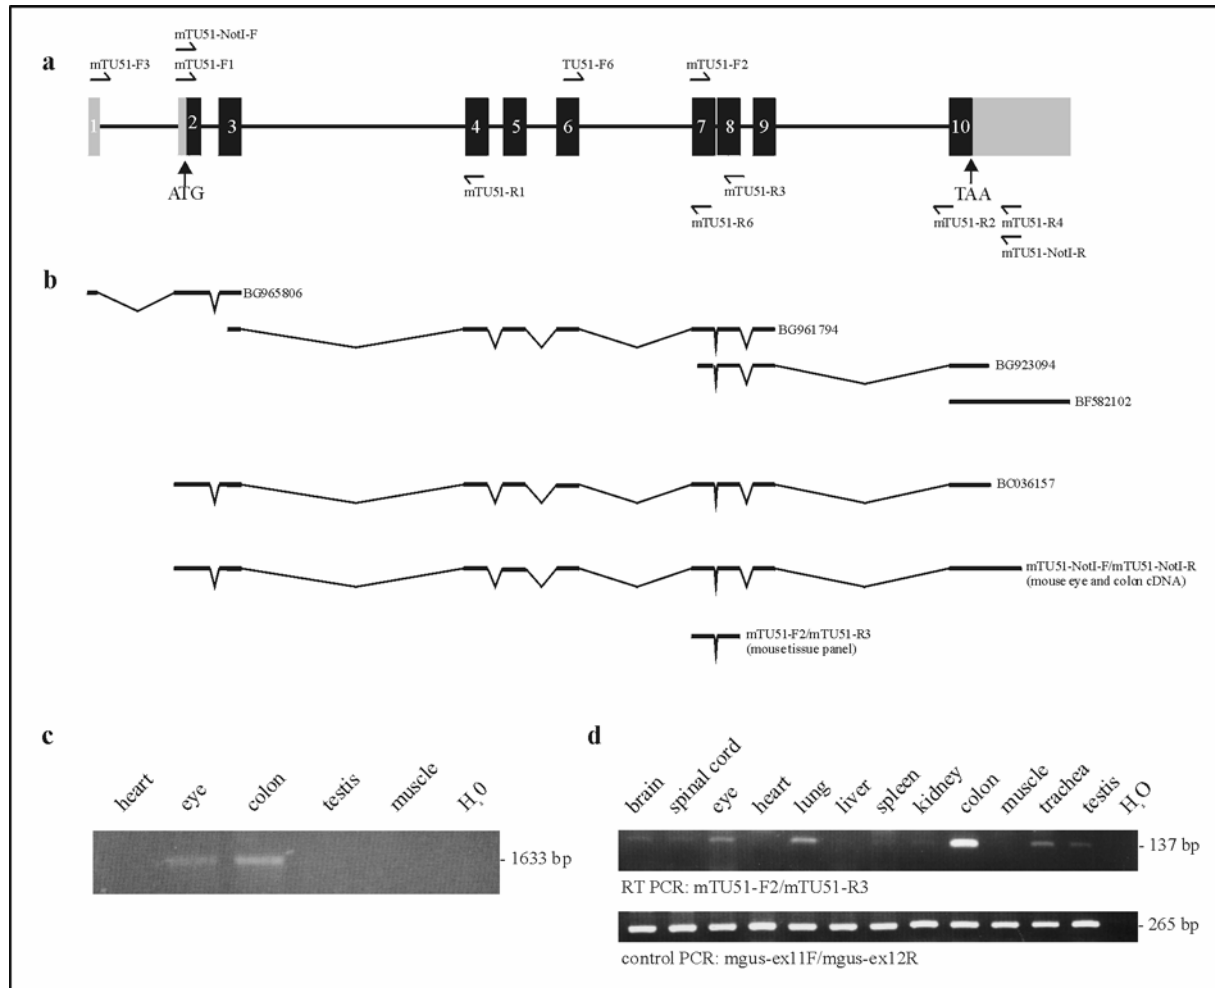 a
mTU51-NotI-F
mTU51-F3
mTU51-F1
TU51-F6
mTU51-F2
1
2
3
4
5
6
7
8
9
10
ATG
mTU51-R1
mTU51-R3
TAA
mTU51-R6
mTU51-R2
mTU51-R4
mTU51-NotI-R
b
BG965806
BG961794
BG923094
BF582102
BC036157
mTU51-NotI-F/mTU51-NotI-R
(mouse eye and colon cDNA)
mTU51-F2/mTU51-R3
(mouse tissue panel)
c
heart
eye
colon
testis
muscle
H₂0
- 1633 bp
d
brain
spinal cord
eye
heart
lung
liver
spleen
kidney
colon
muscle
trachea
testis
H₂O
- 137 bp
RT PCR: mTU51-F2/mTU51-R3
- 265 bp
control PCR: mgus-ex11F/mgus-ex12R